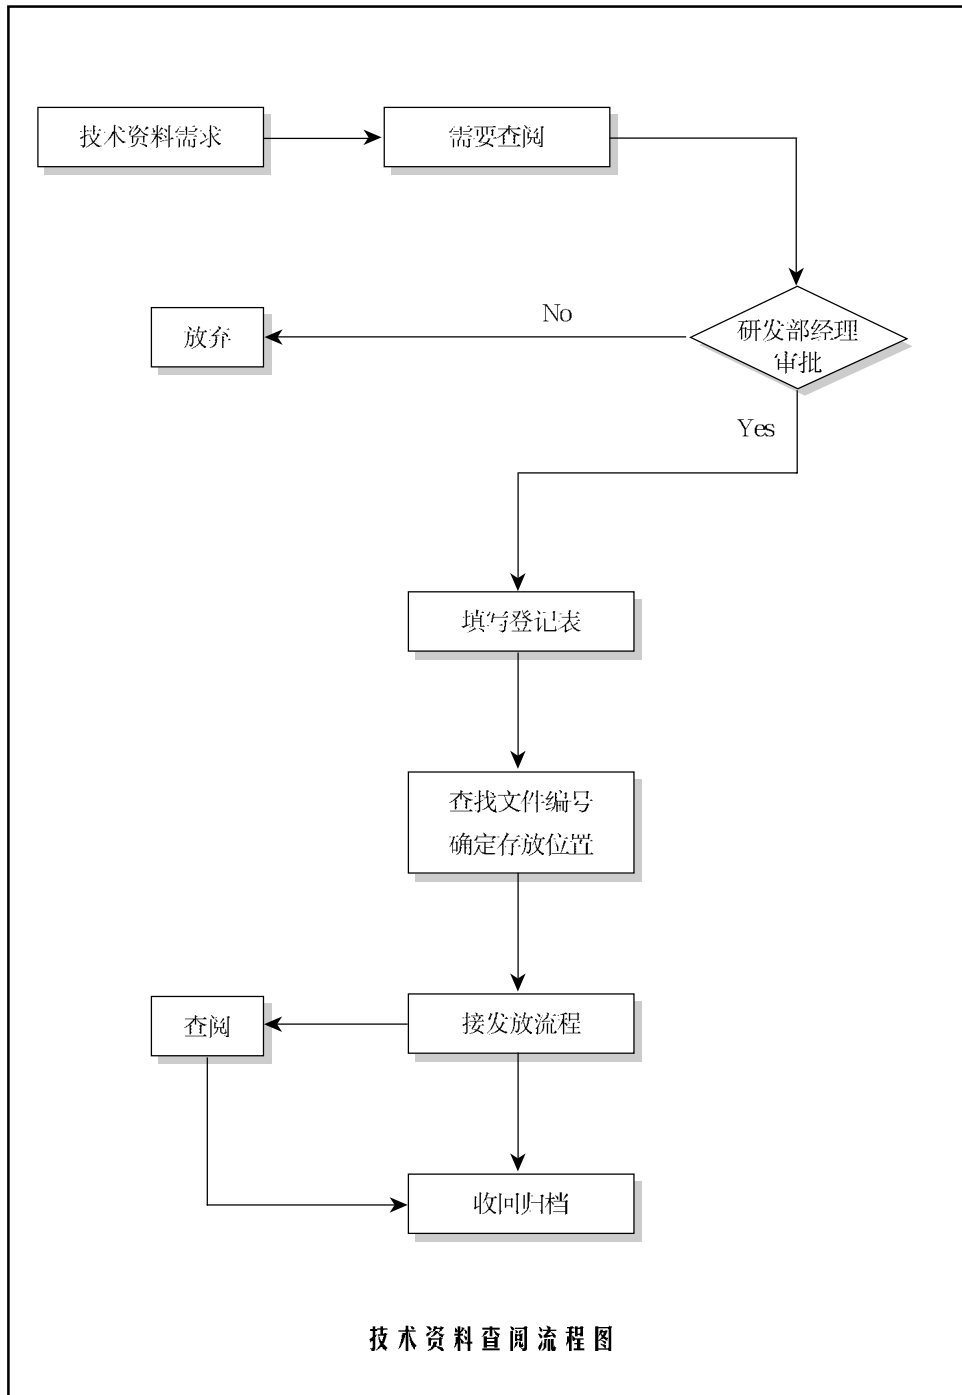 技术资料需求
需要查阅
No
放弃
研发部经理
审批
Yes
填写登记表
查找文件编号
确定存放位置
查阅
接发放流程
收回归档
技术资料查阅流程图